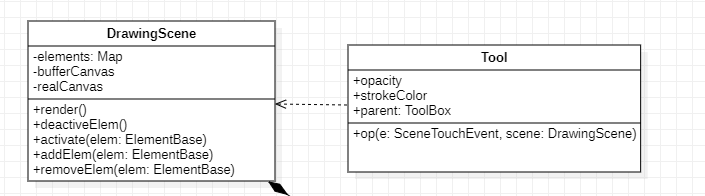 DrawingScene
-elements: Map
-bufferCanvas
-realCanvas
+render()
+deactiveElem()
+activate(elem: ElementBase)
+addElem(elem: ElementBase)
+removeElem(elem: ElementBase)
Tool
+opacity
+strokeColor
+parent: ToolBox
+op(e: SceneTouchEvent, scene: DrawingScene)